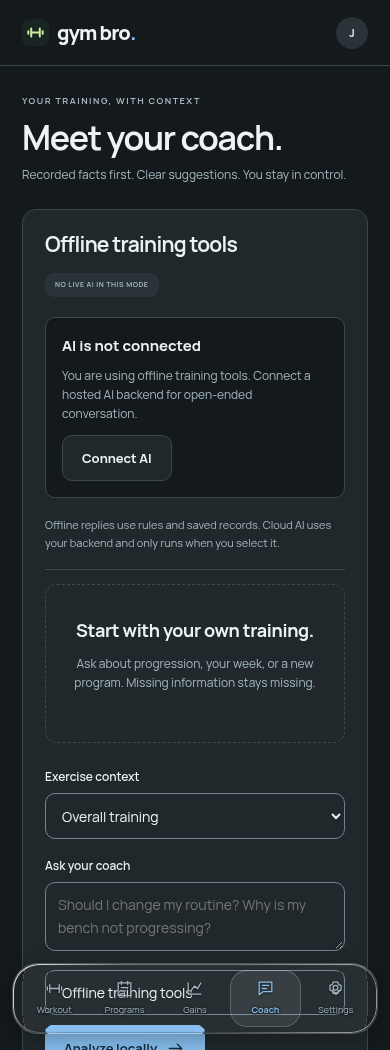 gym bro.
J
YOUR TRAINING, WITH CONTEXT
Meet your coach.
Recorded facts first. Clear suggestions. You stay in control.
Offline training tools
NO LIVE AI IN THIS MODE
AI is not connected
You are using offline training tools. Connect a
hosted AI backend for open-ended
conversation.
Connect AI
Offline replies use rules and saved records. Cloud AI uses
your backend and only runs when you select it.
Start with your own training.
Ask about progression, your week, or a new
program. Missing information stays missing.
Exercise context
Overall training
Ask your coach
Should I change my routine? Why is my
bench not progressing?
Offline training tools
Workout Programs Gains Coach Settings
Analyze locally →